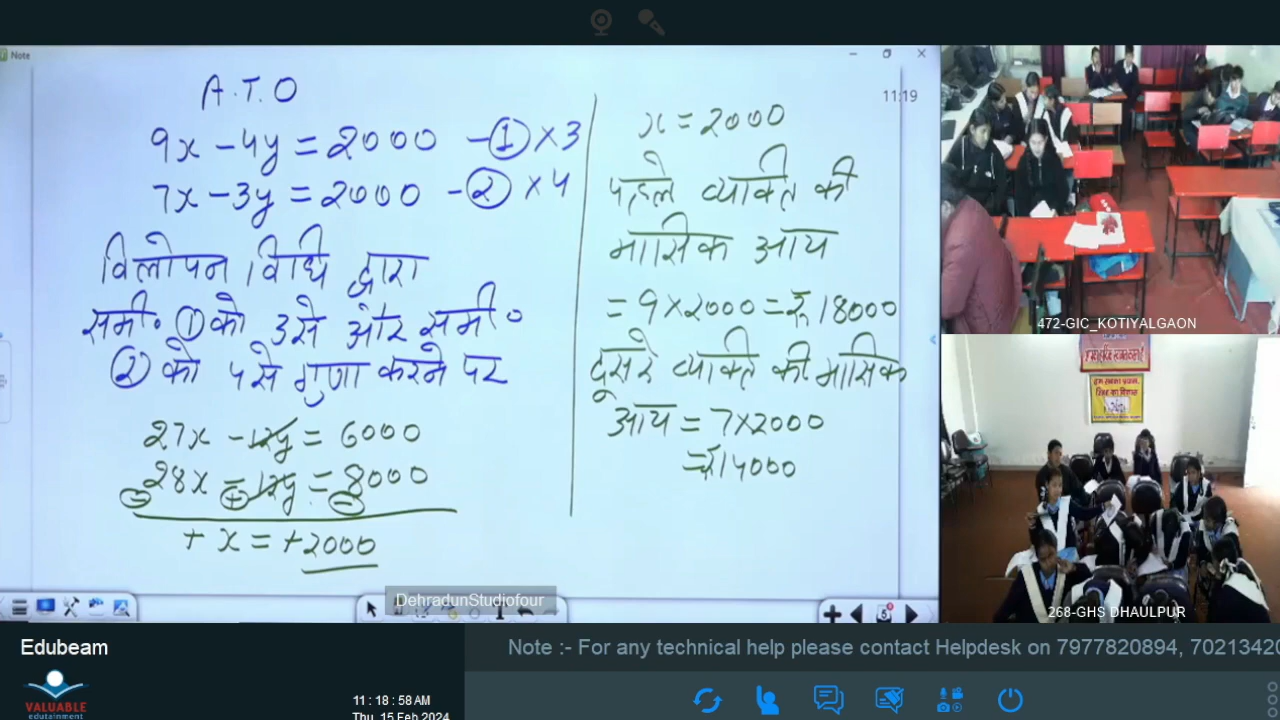 Note
11:19
A.T.O
9x - 4y = 2000 - ① × 3
7x - 3y = 2000 - ② × 4
विलोपन विधि द्वारा
समी० ① को 3 से और समी०
② को 4 से गुणा करने पर
27x - 12y = 6000
28x - 12y = 8000
⊖ ⊕ ⊖
+ x = + 2000
x = 2000
पहले व्याक्ति की
मासिक आय
= 9 × 2000 = रू 18000
दूसरे व्याक्ति की मासिक
आय = 7 × 2000
= रू 14000
DehradunStudiofour
472-GIC_KOTIYALGAON
268-GHS DHAULPUR
Edubeam
Note :- For any technical help please contact Helpdesk on 7977820894, 70213420
VALUABLE
edutainment
11 : 18 : 58 AM
Thu, 15 Feb 2024